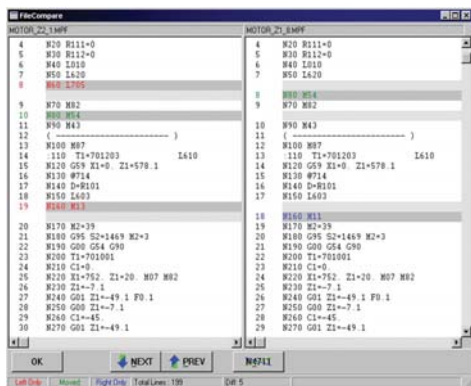 FileCompare
MOTOR_Z2_1.MPF
4 N20 R111=0
5 N30 R112=0
6 N40 L010
7 N50 L620
8 N60 L705
9 N70 M82
10 N80 M54
11 N90 M43
12 ( ----------------------- )
13 N100 M87
14 :110 T1=701203 L610
15 N120 G59 X1=0. Z1=578.1
16 N130 @714
17 N140 D=R101
18 N150 L603
19 N160 M13
20 N170 M2=39
21 N180 G95 S2=1469 M2=3
22 N190 G00 G54 G90
23 N200 T1=701001
24 N210 C1=0.
25 N220 X1=752. Z1=20. M07 M82
26 N230 Z1=-7.1
27 N240 G01 Z1=-49.1 F0.1
28 N250 G00 Z1=-7.1
29 N260 C1=-45.
30 N270 G01 Z1=-49.1
MOTOR_Z1_8.MPF
4 N20 R111=0
5 N30 R112=0
6 N40 L010
7 N50 L620
8 N80 M54
9 N70 M82
10 N90 M43
11 ( ----------------------- )
12 N100 M87
13 :110 T1=701203 L610
14 N120 G59 X1=0. Z1=578.1
15 N130 @714
16 N140 D=R101
17 N150 L603
18 N160 M11
19 N170 M2=39
20 N180 G95 S2=1469 M2=3
21 N190 G00 G54 G90
22 N200 T1=701001
23 N210 C1=0.
24 N220 X1=752. Z1=20. M07 M82
25 N230 Z1=-7.1
26 N240 G01 Z1=-49.1 F0.1
27 N250 G00 Z1=-7.1
28 N260 C1=-45.
29 N270 G01 Z1=-49.1
OK NEXT PREV
Left Only Moved Right Only Total Lines : 199 Diff: 5